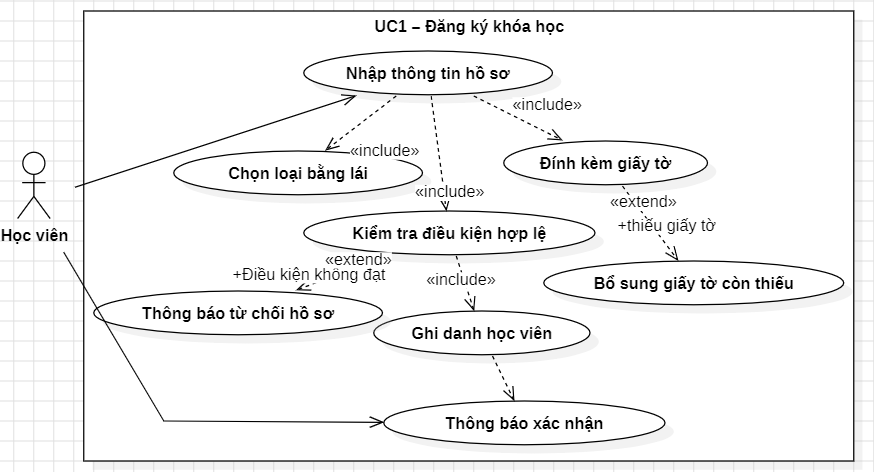 UC1 – Đăng ký khóa học
Nhập thông tin hồ sơ
«include»
«include»
Chọn loại bằng lái
Đính kèm giấy tờ
«include»
«extend»
+thiếu giấy tờ
Học viên
Kiểm tra điều kiện hợp lệ
«extend»
+Điều kiện không đạt
«include»
Bổ sung giấy tờ còn thiếu
Thông báo từ chối hồ sơ
Ghi danh học viên
Thông báo xác nhận